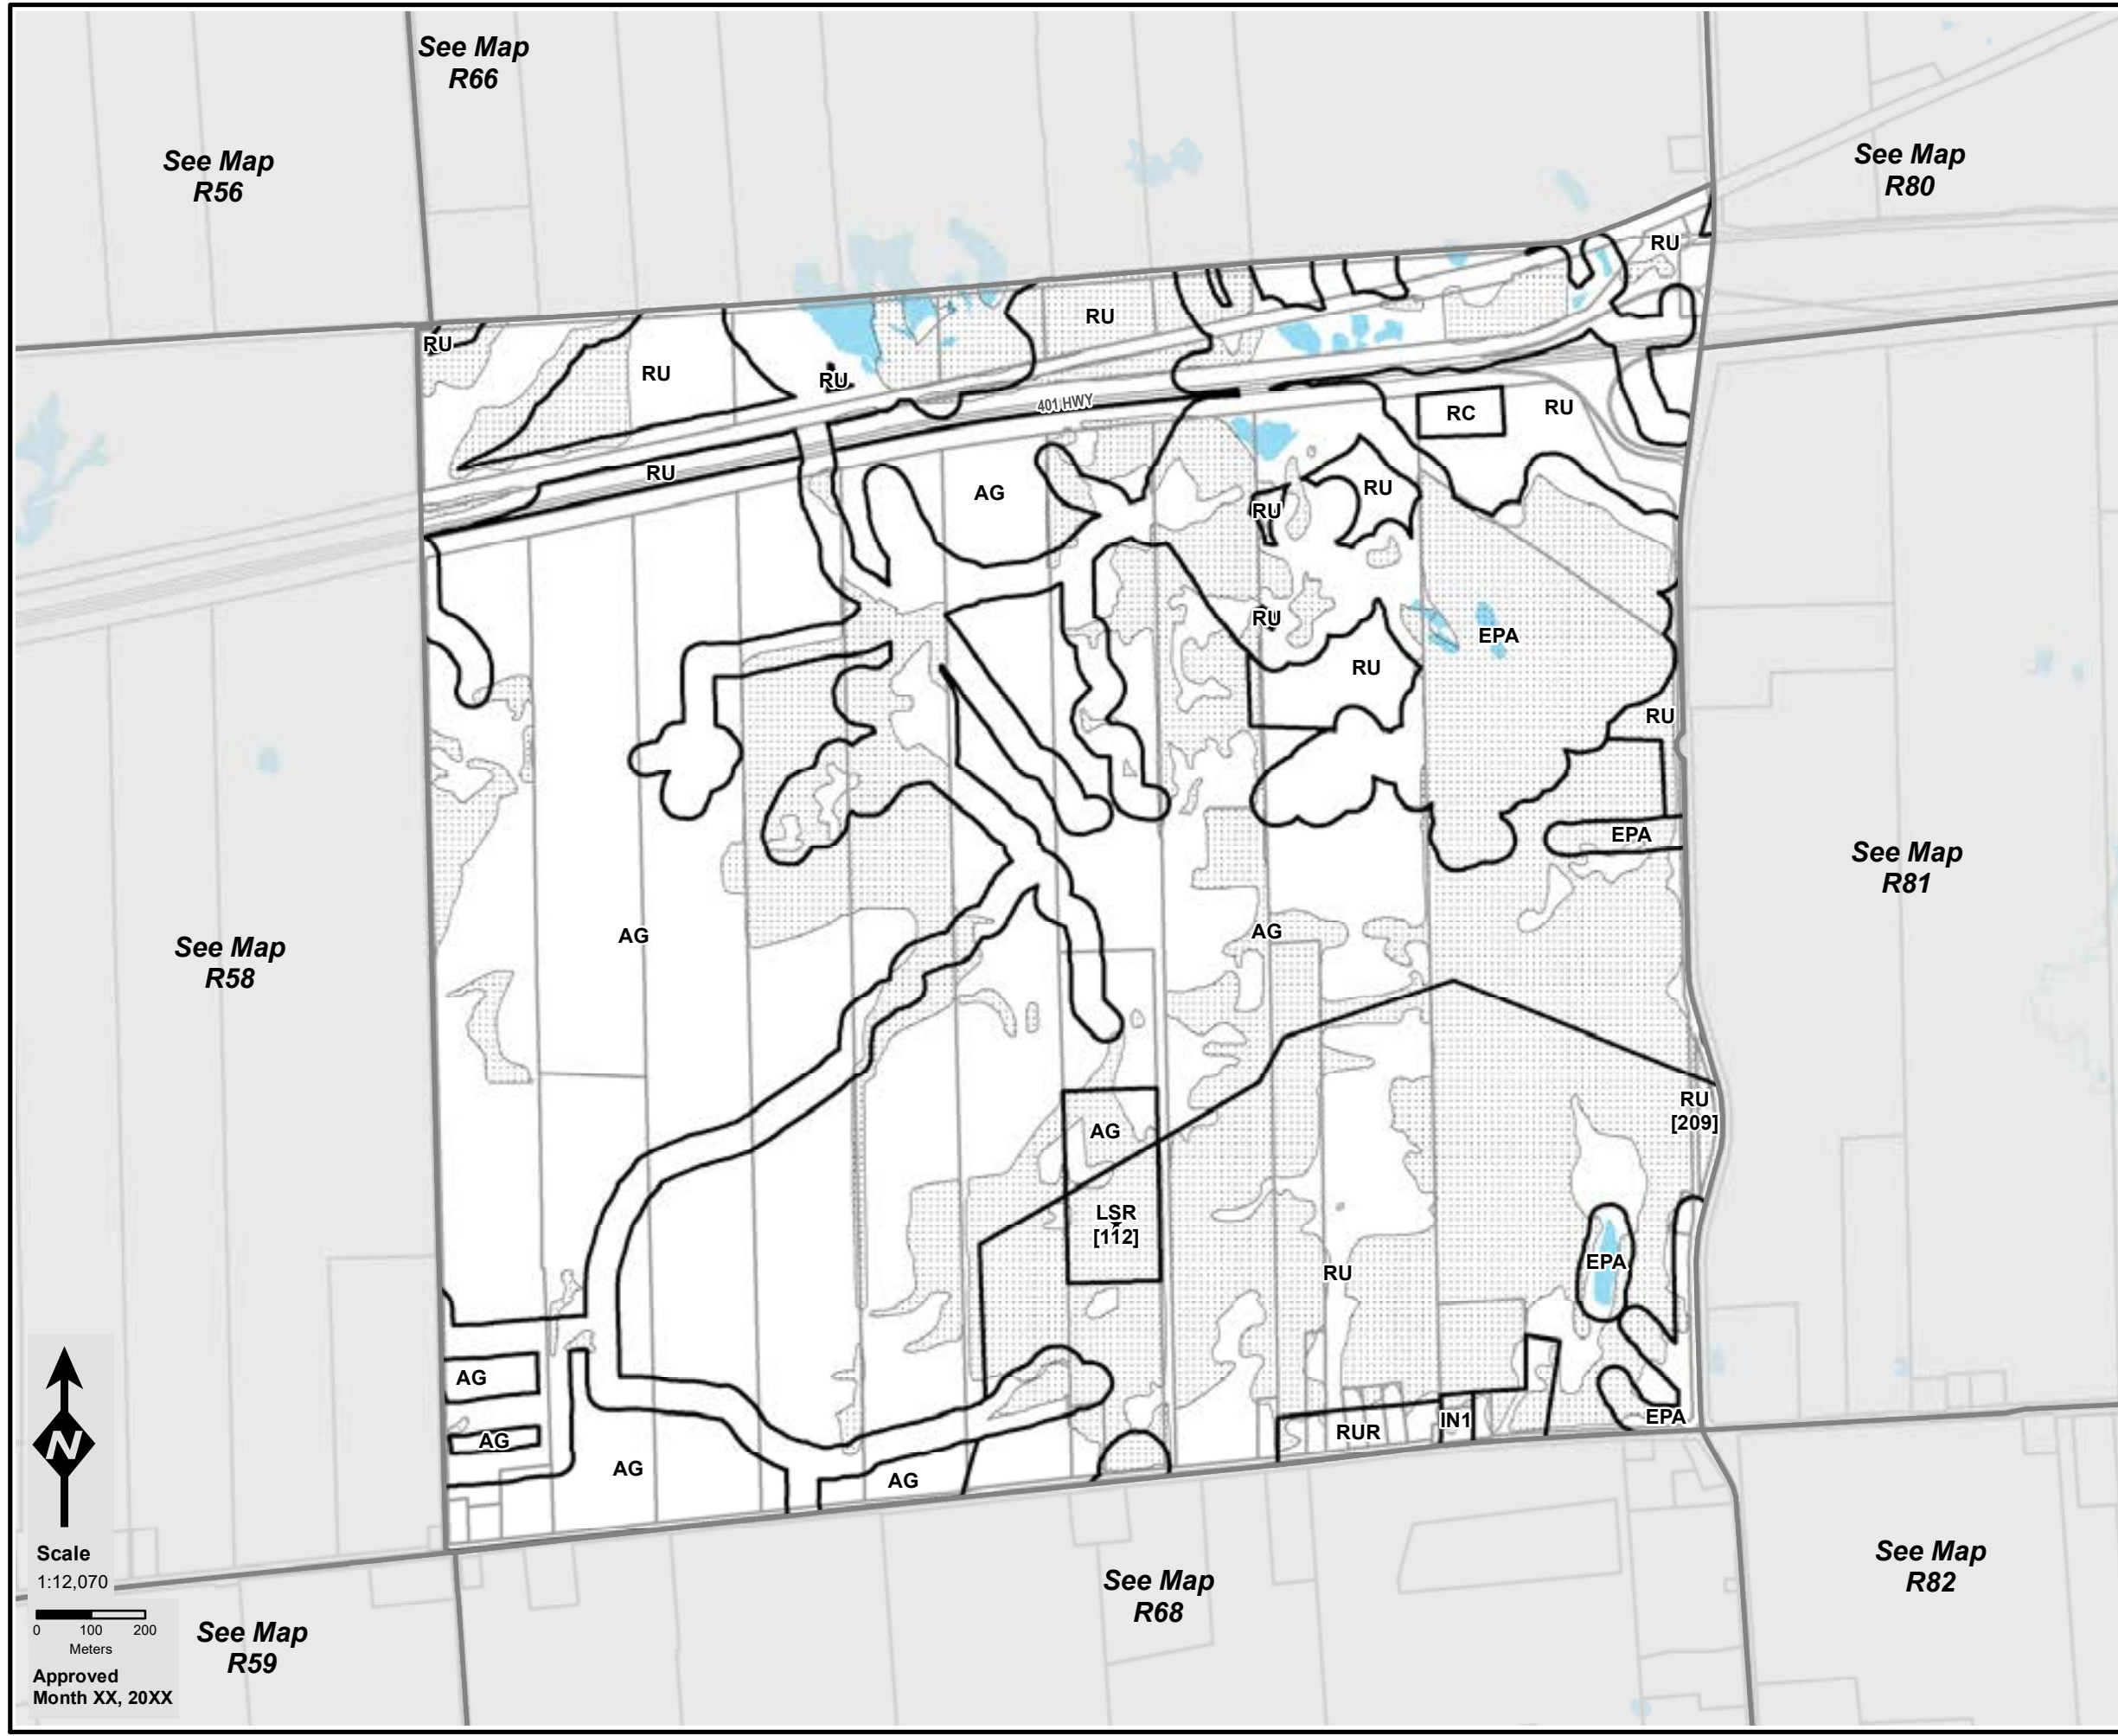 See Map
R66
See Map
R56
See Map
R80
RU
RU
RU
RU
RU
401 HWY
RC
RU
RU
AG
RU
RU
RU
EPA
RU
RU
EPA
See Map
R81
AG
AG
See Map
R58
RU
[209]
AG
LSR
[112]
EPA
RU
AG
EPA
IN1
RUR
AG
AG
AG
N
See Map
R68
See Map
R82
See Map
R59
Scale
1:12,070
0 100 200
Meters
Approved
Month XX, 20XX